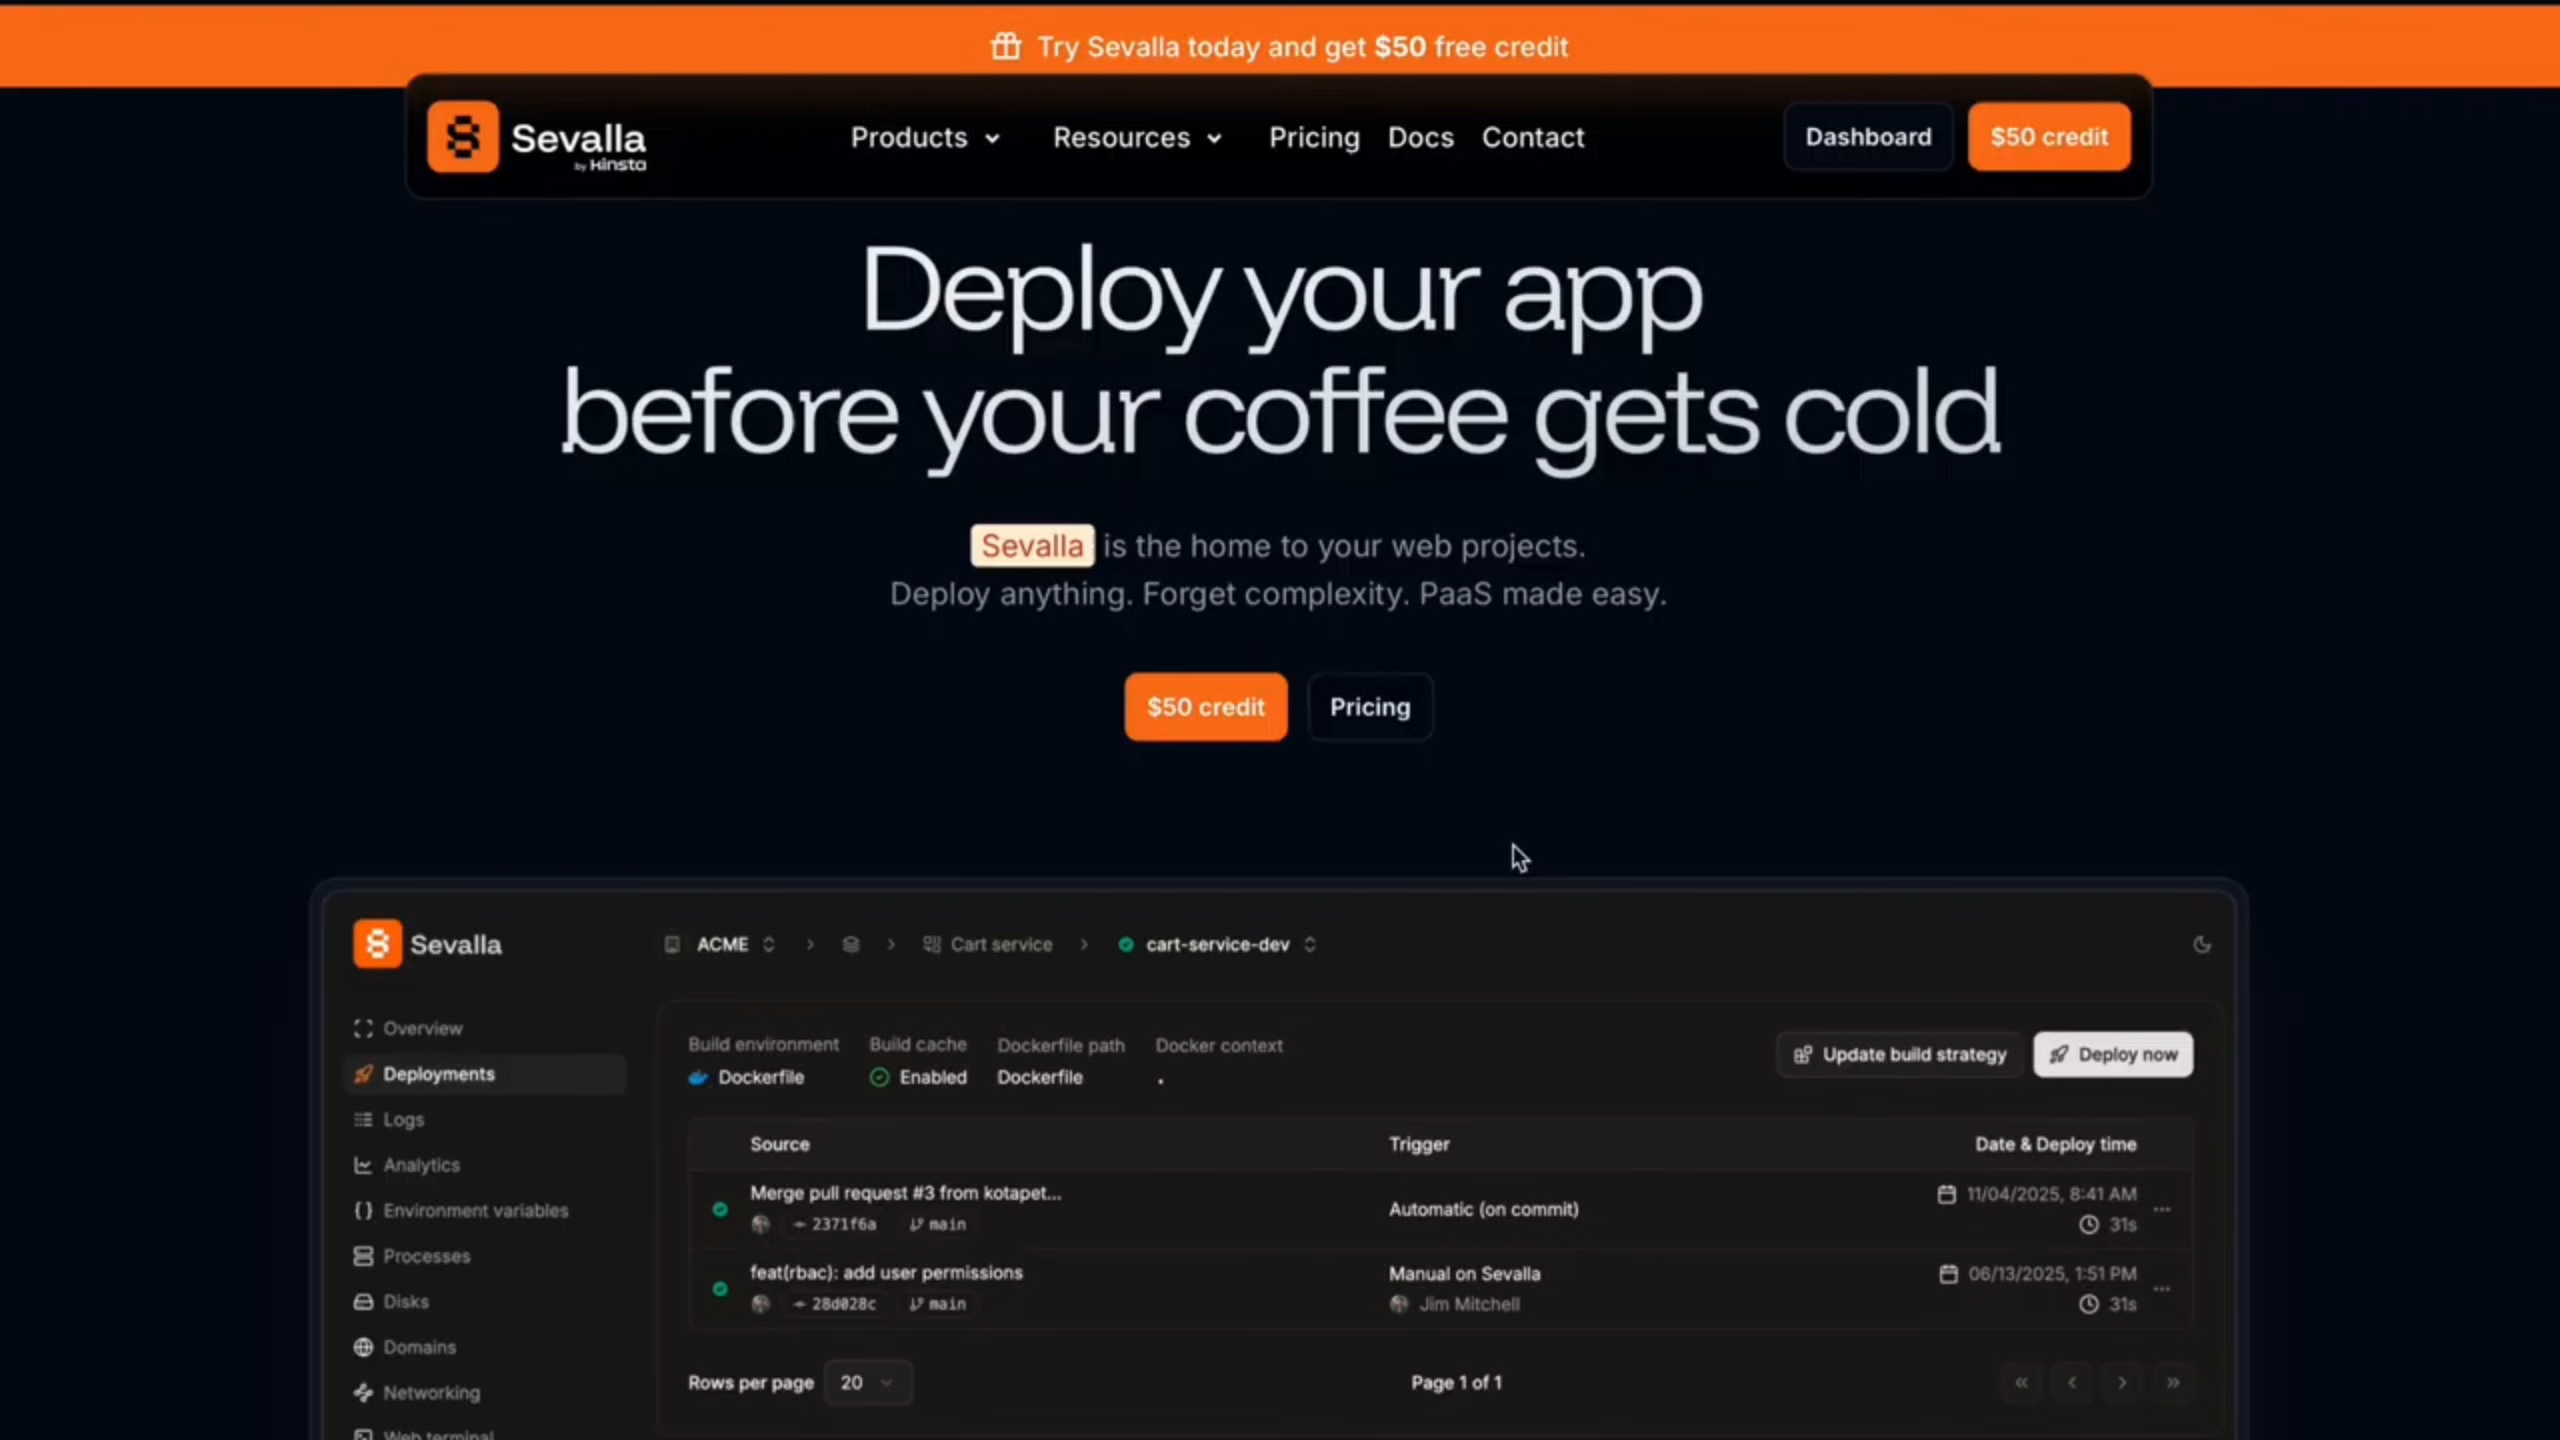 Try Sevalla today and get $50 free credit
Sevalla
by Kinsta
Products
Resources
Pricing
Docs
Contact
Dashboard
$50 credit
Deploy your app
before your coffee gets cold
Sevalla is the home to your web projects.
Deploy anything. Forget complexity. PaaS made easy.
$50 credit
Pricing
Sevalla
ACME
Cart service
cart-service-dev
Overview
Deployments
Logs
Analytics
Environment variables
Processes
Disks
Domains
Networking
Web terminal
Build environment
Dockerfile
Build cache
Enabled
Dockerfile path
Dockerfile
Docker context
.
Update build strategy
Deploy now
Source
Trigger
Date & Deploy time
Merge pull request #3 from kotapet...
2371f6a
main
Automatic (on commit)
11/04/2025, 8:41 AM
31s
feat(rbac): add user permissions
28d028c
main
Manual on Sevalla
Jim Mitchell
06/13/2025, 1:51 PM
31s
Rows per page
20
Page 1 of 1